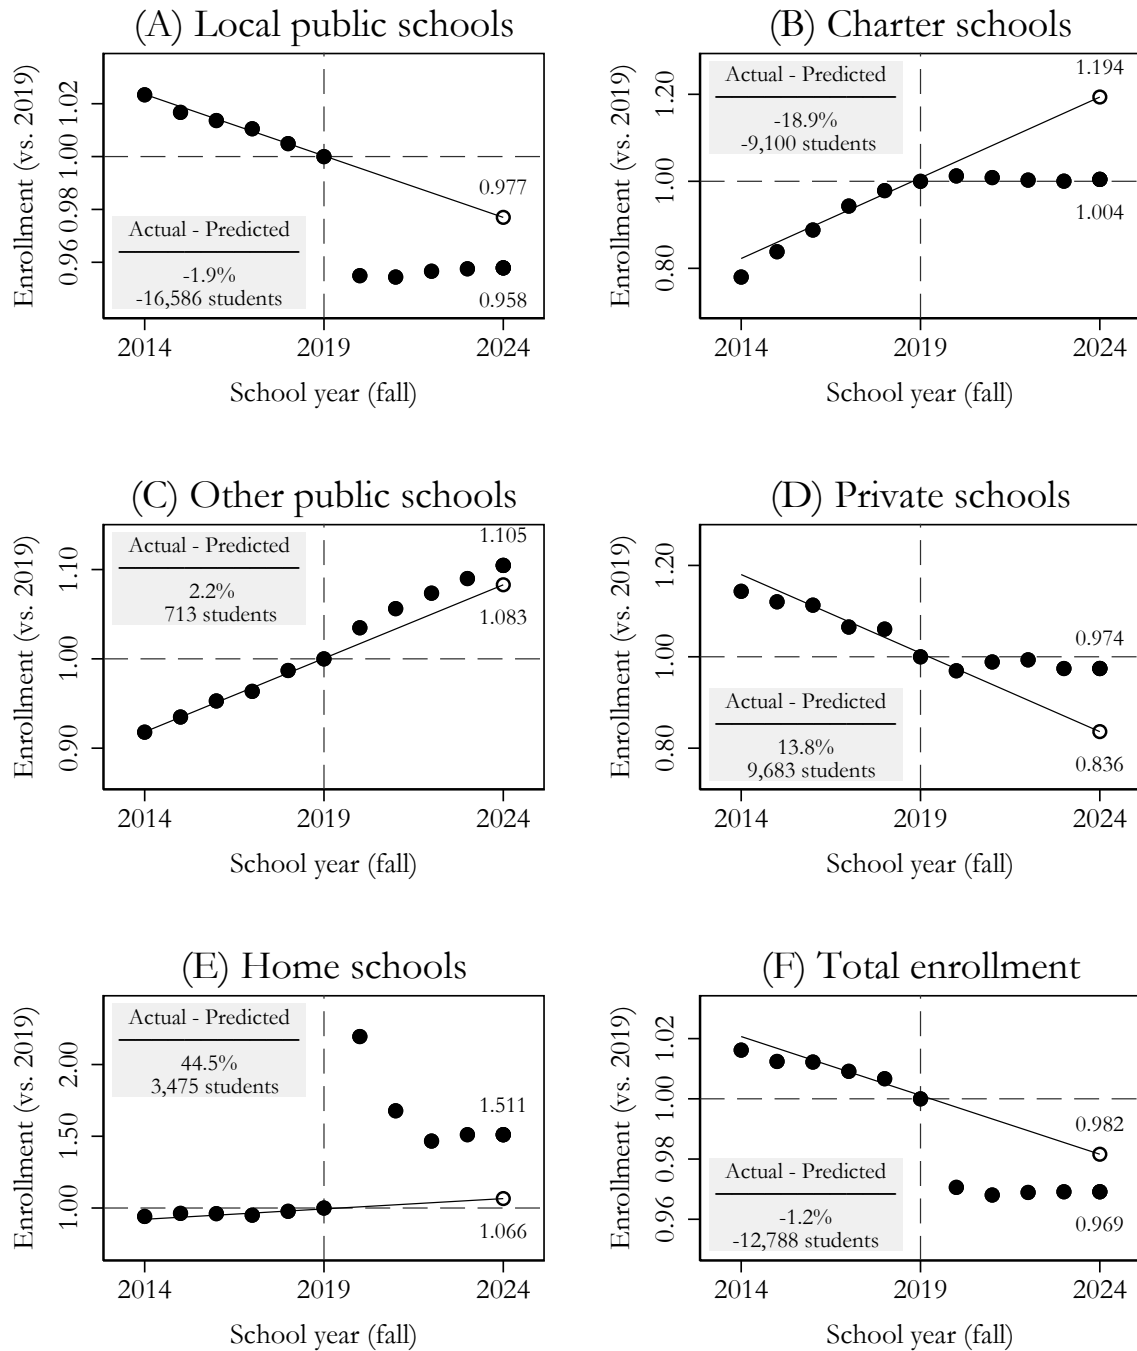 (A) Local public schools
Enrollment (vs. 2019)
0.96 0.98 1.00 1.02
Actual - Predicted
-1.9%
-16,586 students
0.977
0.958
2014 2019 2024
School year (fall)
(B) Charter schools
Enrollment (vs. 2019)
0.80 1.00 1.20
Actual - Predicted
-18.9%
-9,100 students
1.194
1.004
2014 2019 2024
School year (fall)
(C) Other public schools
Enrollment (vs. 2019)
0.90 1.00 1.10
Actual - Predicted
2.2%
713 students
1.105
1.083
2014 2019 2024
School year (fall)
(D) Private schools
Enrollment (vs. 2019)
0.80 1.00 1.20
Actual - Predicted
13.8%
9,683 students
0.974
0.836
2014 2019 2024
School year (fall)
(E) Home schools
Enrollment (vs. 2019)
1.00 1.50 2.00
Actual - Predicted
44.5%
3,475 students
1.511
1.066
2014 2019 2024
School year (fall)
(F) Total enrollment
Enrollment (vs. 2019)
0.96 0.98 1.00 1.02
Actual - Predicted
-1.2%
-12,788 students
0.982
0.969
2014 2019 2024
School year (fall)